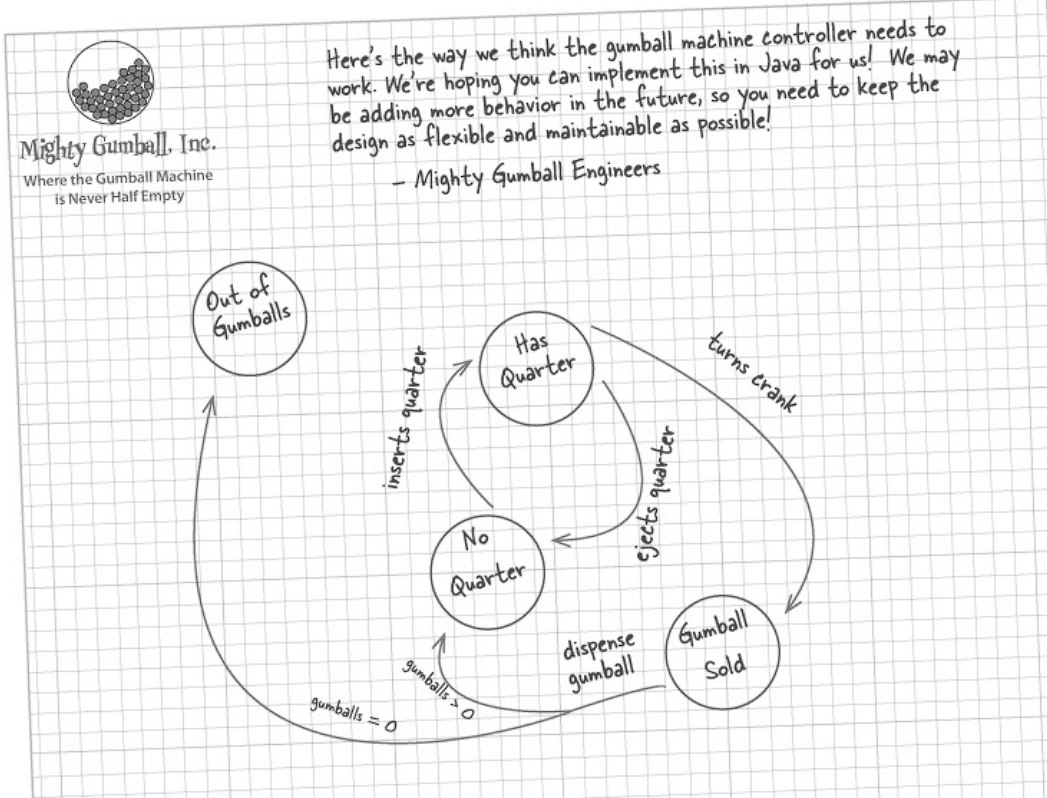 Here's the way we think the gumball machine controller needs to
work. We're hoping you can implement this in Java for us! We may
be adding more behavior in the future, so you need to keep the
design as flexible and maintainable as possible!
– Mighty Gumball Engineers
Mighty Gumball, Inc.
Where the Gumball Machine
is Never Half Empty
Out of
Gumballs
Has
Quarter
turns crank
inserts quarter
ejects quarter
No
Quarter
Gumball
Sold
dispense
gumball
gumballs > 0
gumballs = 0